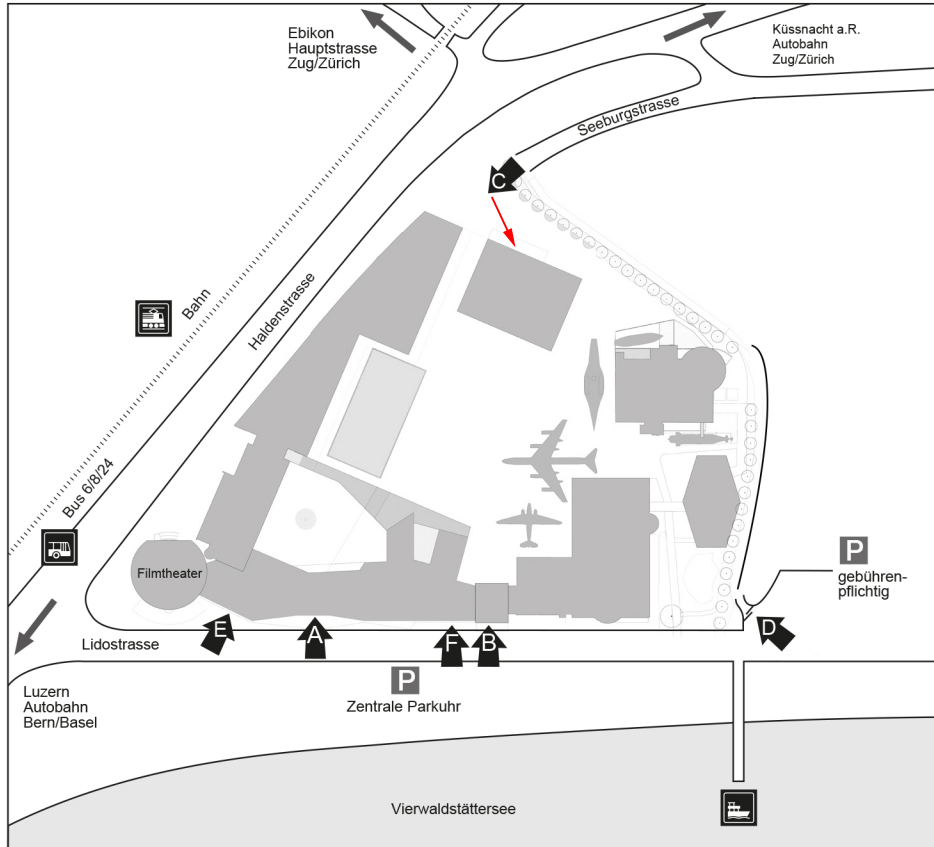 Ebikon
Hauptstrasse
Zug/Zürich
Küssnacht a.R.
Autobahn
Zug/Zürich
Seeburgstrasse
C
Bahn
Haldenstrasse
Bus 6/8/24
Filmtheater
P
gebühren-
pflichtig
E
A
F
B
D
Lidostrasse
Luzern
Autobahn
Bern/Basel
P
Zentrale Parkuhr
Vierwaldstättersee